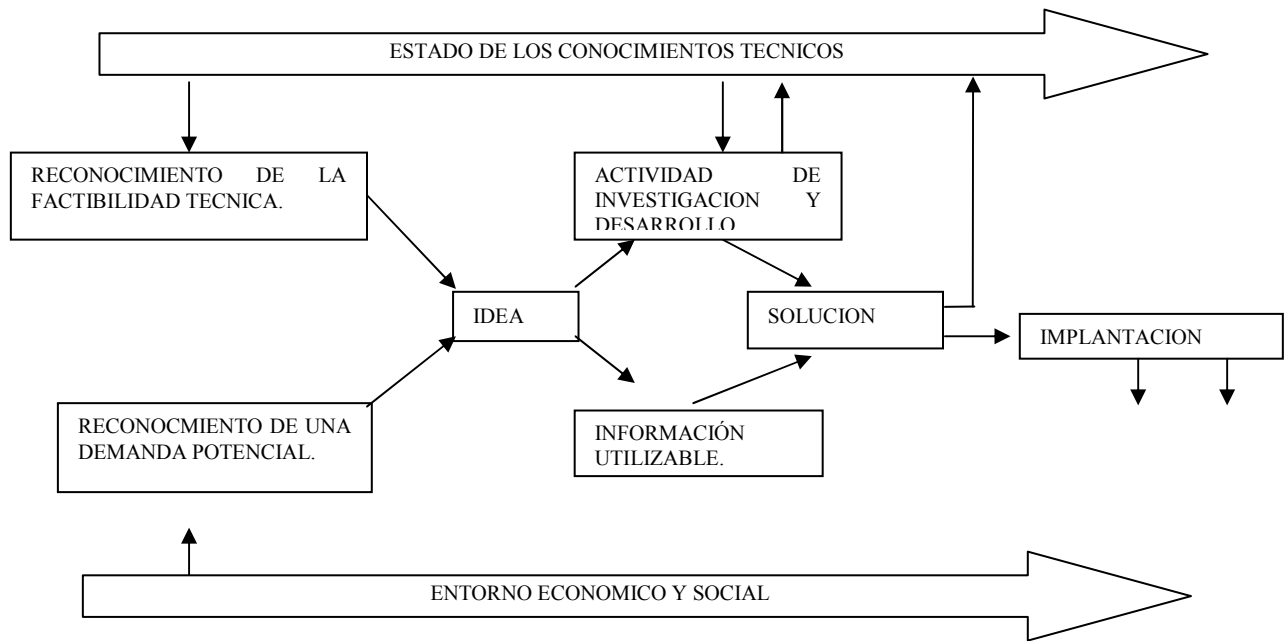 ESTADO DE LOS CONOCIMIENTOS TECNICOS
RECONOCIMIENTO DE LA
FACTIBILIDAD TECNICA.
ACTIVIDAD DE
INVESTIGACION Y
DESARROLLO
IDEA
SOLUCION
IMPLANTACION
RECONOCMIENTO DE UNA
DEMANDA POTENCIAL.
INFORMACIÓN
UTILIZABLE.
ENTORNO ECONOMICO Y SOCIAL